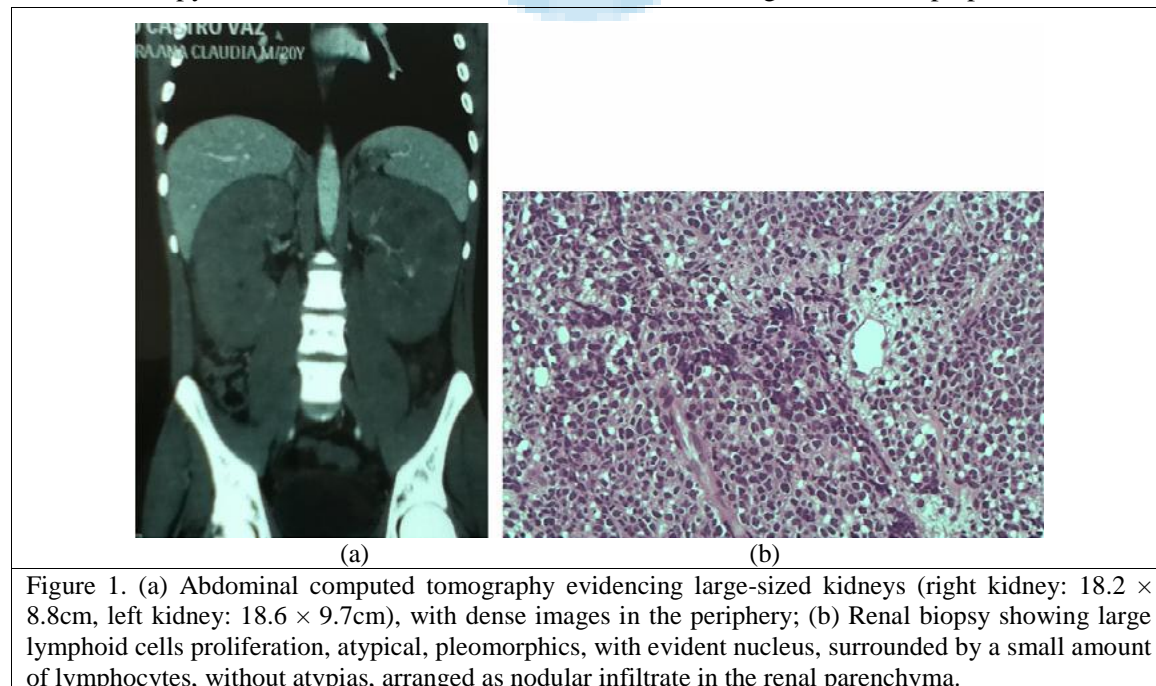 CASTRO VAZ
CLAUDIA,M/20Y
(a)
(b)
Figure 1. (a) Abdominal computed tomography evidencing large-sized kidneys (right kidney: 18.2 ×
8.8cm, left kidney: 18.6 × 9.7cm), with dense images in the periphery; (b) Renal biopsy showing large
lymphoid cells proliferation, atypical, pleomorphics, with evident nucleus, surrounded by a small amount
of lymphocytes, without atypias, arranged as nodular infiltrate in the renal parenchyma.